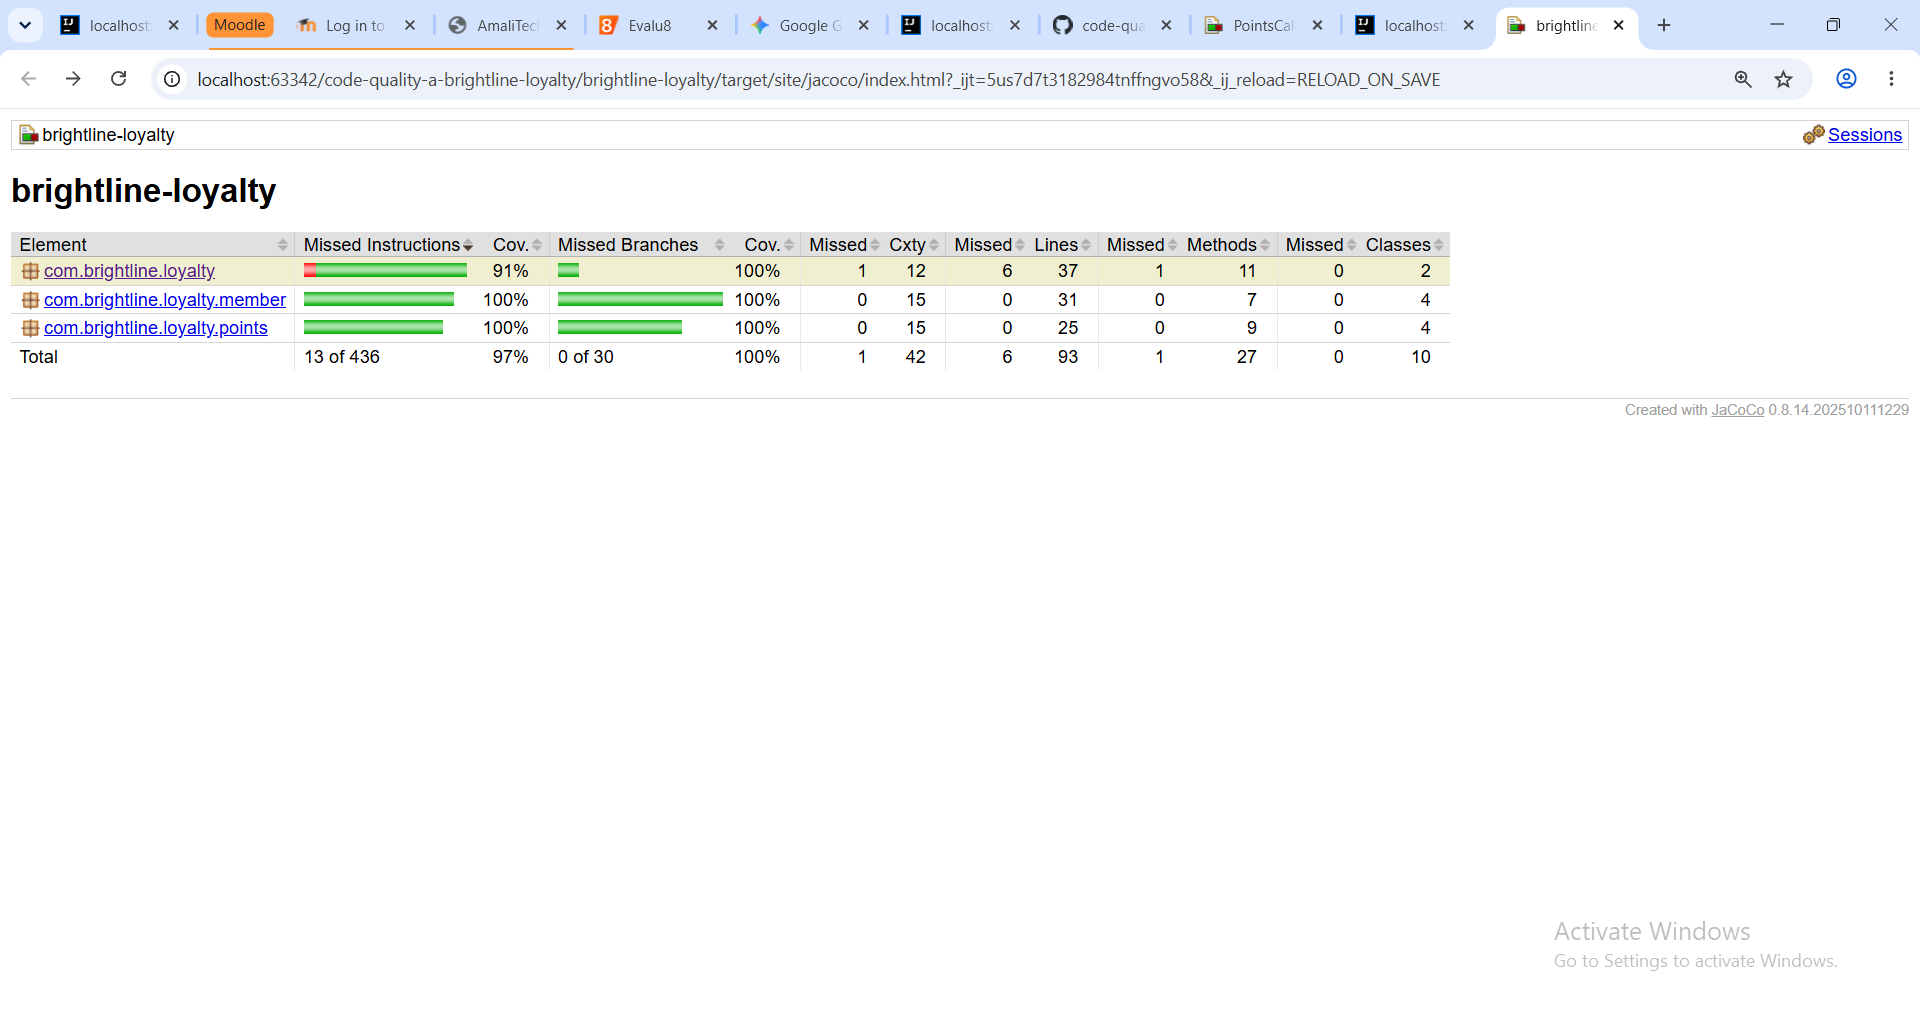 localhost:
Moodle
Log in to
AmaliTec
Evalu8
Google G
localhost:
code-qua
PointsCal
localhost:
brightline
localhost:63342/code-quality-a-brightline-loyalty/brightline-loyalty/target/site/jacoco/index.html?_ijt=5us7d7t3182984tnffngvo58&_ij_reload=RELOAD_ON_SAVE
brightline-loyalty Sessions
brightline-loyalty
Element Missed Instructions Cov. Missed Branches Cov. Missed Cxty Missed Lines Missed Methods Missed Classes
com.brightline.loyalty 91% 100% 1 12 6 37 1 11 0 2
com.brightline.loyalty.member 100% 100% 0 15 0 31 0 7 0 4
com.brightline.loyalty.points 100% 100% 0 15 0 25 0 9 0 4
Total 13 of 436 97% 0 of 30 100% 1 42 6 93 1 27 0 10
Created with JaCoCo 0.8.14.202510111229
Activate Windows
Go to Settings to activate Windows.